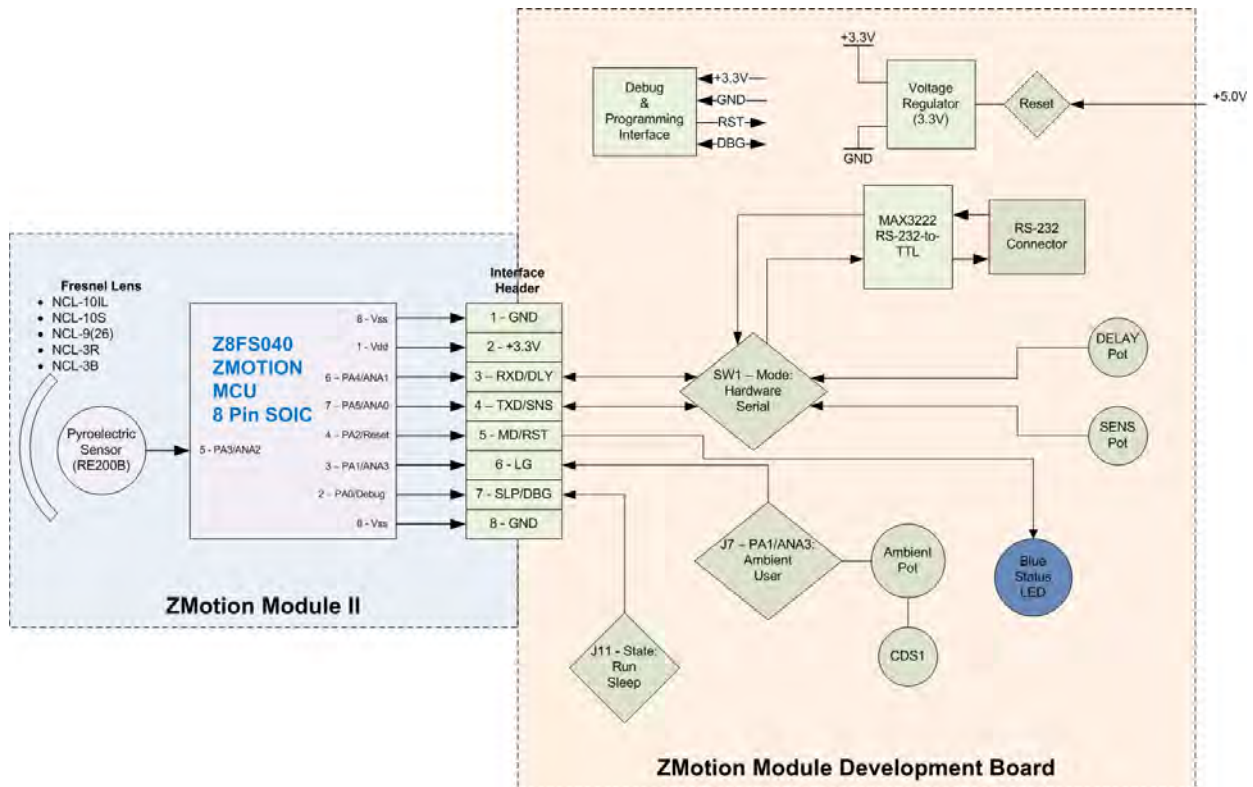 +3.3V
Voltage
Regulator
(3.3V)
GND
Reset
+5.0V
Debug
&
Programming
Interface
+3.3V
GND
RST
DBG
MAX3222
RS-232-to-
TTL
RS-232
Connector
Fresnel Lens
• NCL-10IL
• NCL-10S
• NCL-9(26)
• NCL-3R
• NCL-3B
Pyroelectric
Sensor
(RE200B)
Z8FS040
ZMOTION
MCU
8 Pin SOIC
5 - PA3/ANA2
8 - Vss
1 - Vdd
6 - PA4/ANA1
7 - PA5/ANA0
4 - PA2/Reset
3 - PA1/ANA3
2 - PA0/Debug
8 - Vss
Interface
Header
1 - GND
2 - +3.3V
3 – RXD/DLY
4 – TXD/SNS
5 - MD/RST
6 - LG
7 - SLP/DBG
8 - GND
SW1 – Mode:
Hardware
Serial
DELAY
Pot
SENS
Pot
J7 – PA1/ANA3:
Ambient
User
Ambient
Pot
CDS1
Blue
Status
LED
J11 - State:
Run
Sleep
ZMotion Module II
ZMotion Module Development Board